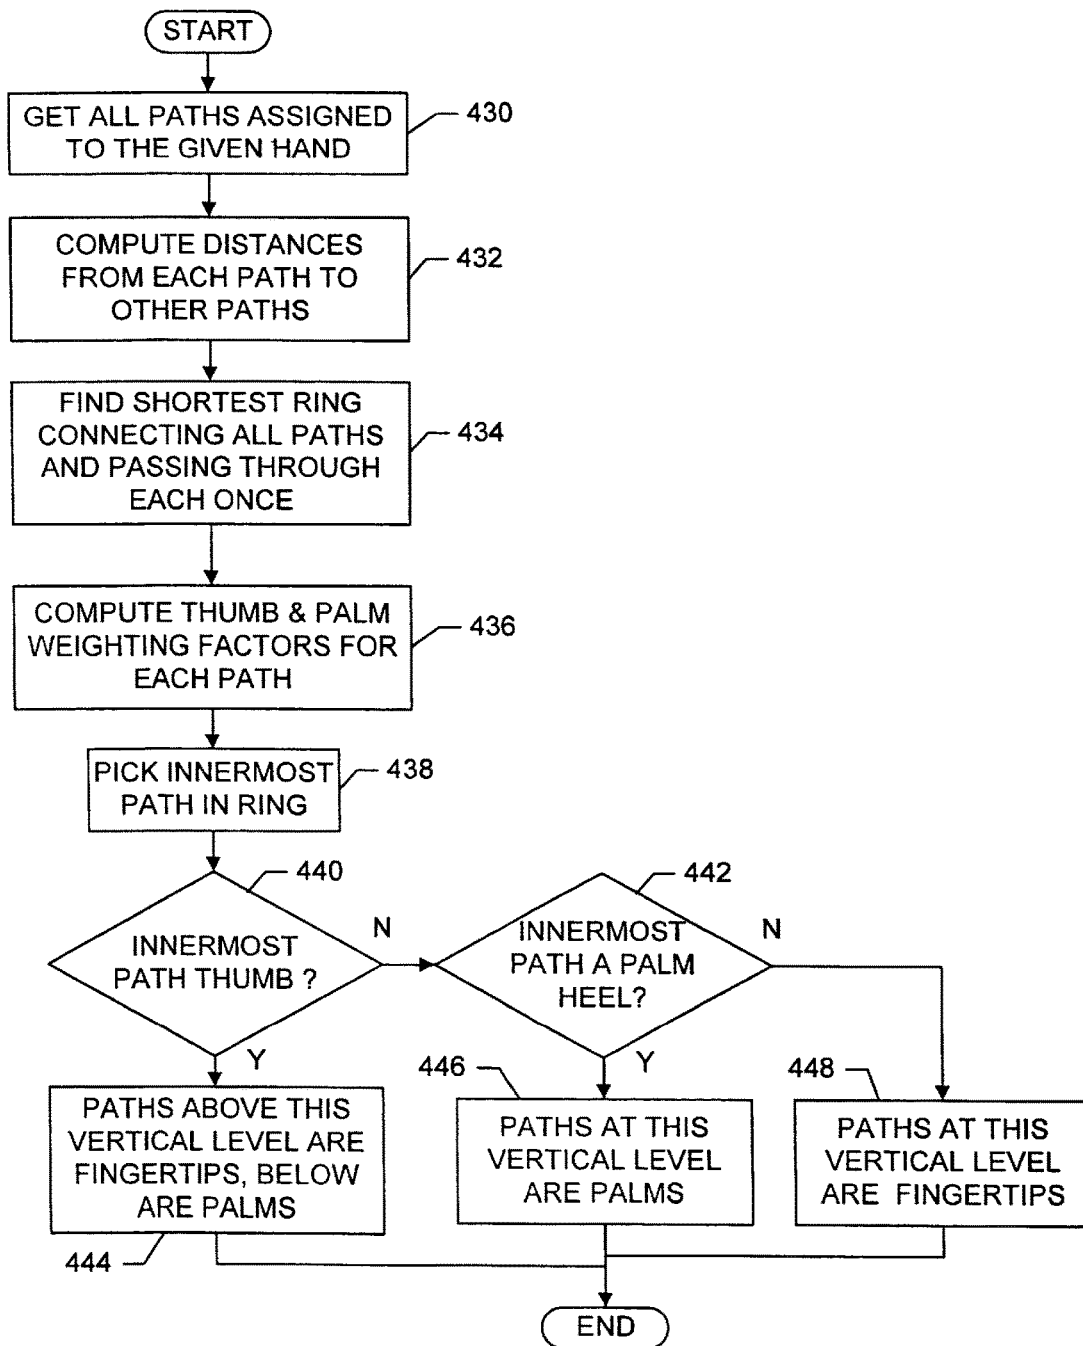 START
GET ALL PATHS ASSIGNED
TO THE GIVEN HAND
430
COMPUTE DISTANCES
FROM EACH PATH TO
OTHER PATHS
432
FIND SHORTEST RING
CONNECTING ALL PATHS
AND PASSING THROUGH
EACH ONCE
434
COMPUTE THUMB & PALM
WEIGHTING FACTORS FOR
EACH PATH
436
PICK INNERMOST
PATH IN RING
438
440
INNERMOST
PATH THUMB ?
N
Y
442
INNERMOST
PATH A PALM
HEEL?
N
Y
PATHS ABOVE THIS
VERTICAL LEVEL ARE
FINGERTIPS, BELOW
ARE PALMS
444
446
PATHS AT THIS
VERTICAL LEVEL
ARE PALMS
448
PATHS AT THIS
VERTICAL LEVEL
ARE FINGERTIPS
END